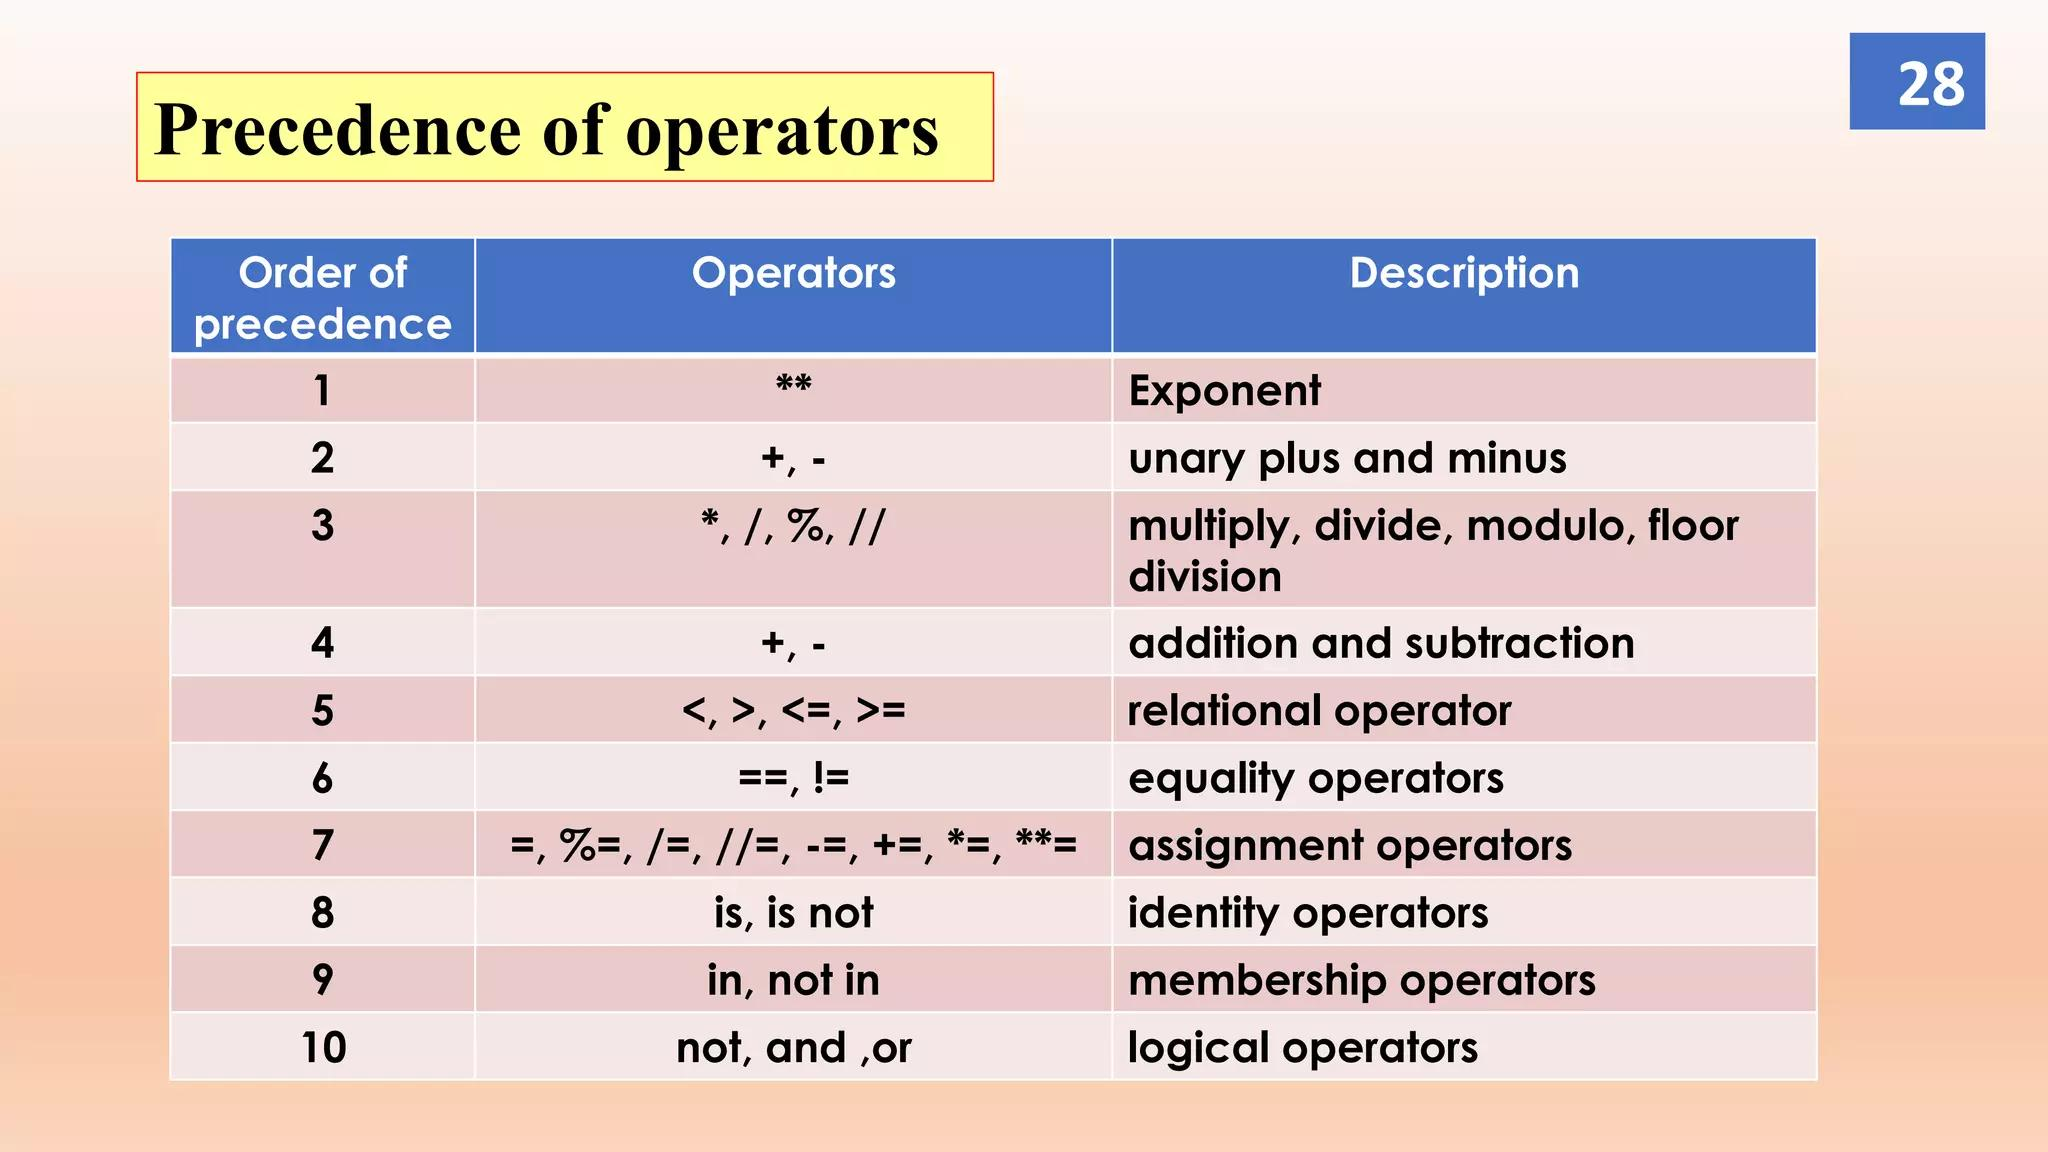 28
Precedence of operators
Order of precedence Operators Description
1 ** Exponent
2 +, - unary plus and minus
3 *, /, %, // multiply, divide, modulo, floor
division
4 +, - addition and subtraction
5 <, >, <=, >= relational operator
6 ==, != equality operators
7 =, %=, /=, //=, -=, +=, *=, **= assignment operators
8 is, is not identity operators
9 in, not in membership operators
10 not, and ,or logical operators